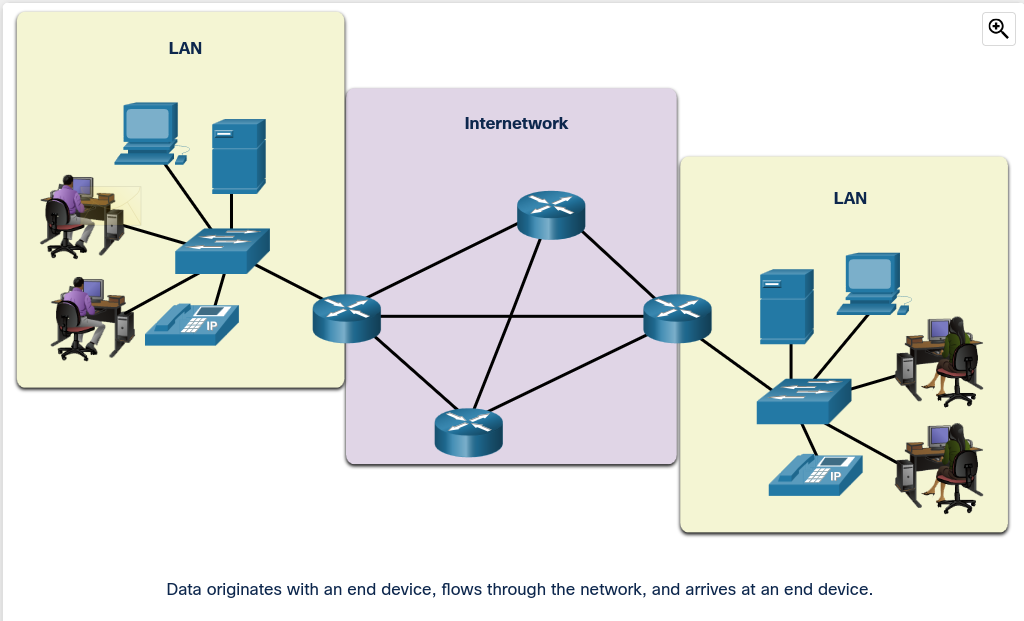 LAN
Internetwork
LAN
IP
IP
Data originates with an end device, flows through the network, and arrives at an end device.